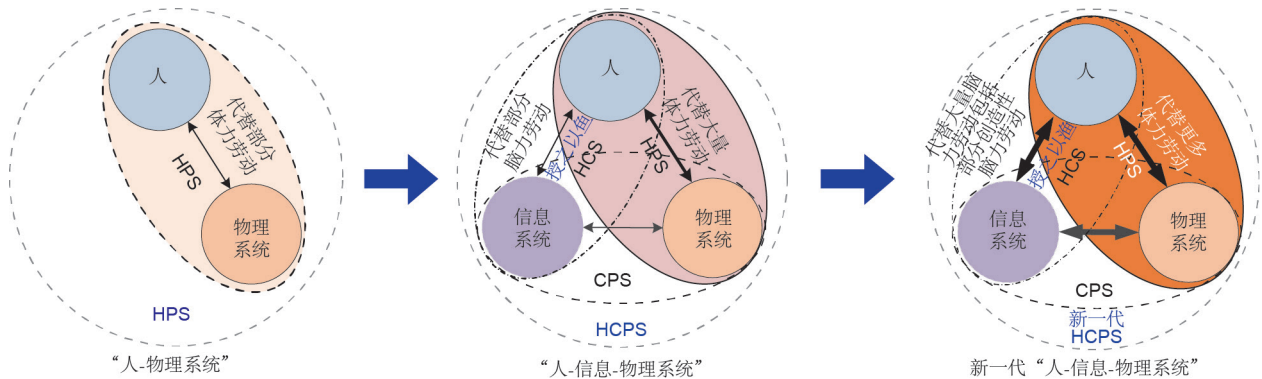 人
代替部分
体力劳动
HPS
物理
系统
HPS
“人-物理系统”
人
代替部分
脑力劳动
授之以鱼
HCS
代替大量
体力劳动
HPS
信息
系统
物理
系统
CPS
HCPS
“人-信息-物理系统”
人
代替大量脑
力劳动包括
部分创造性
脑力劳动
授之以渔
HCS
代替更多
体力劳动
HPS
信息
系统
物理
系统
CPS
新一代
HCPS
新一代“人-信息-物理系统”